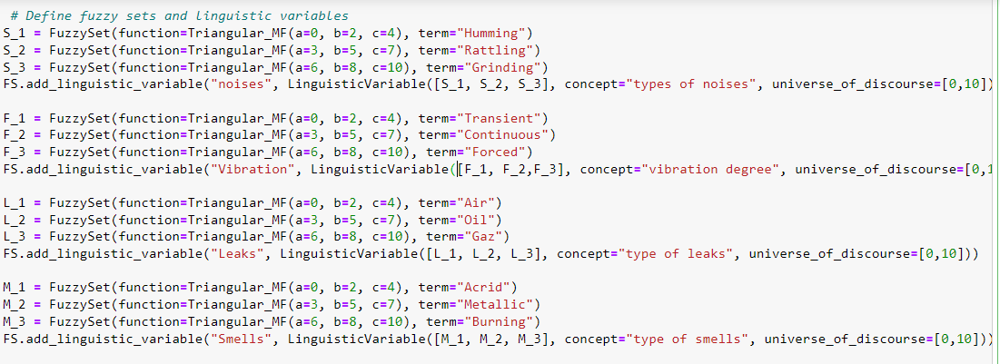 # Define fuzzy sets and linguistic variables
S_1 = FuzzySet(function=Triangular_MF(a=0, b=2, c=4), term="Humming")
S_2 = FuzzySet(function=Triangular_MF(a=3, b=5, c=7), term="Rattling")
S_3 = FuzzySet(function=Triangular_MF(a=6, b=8, c=10), term="Grinding")
FS.add_linguistic_variable("noises", LinguisticVariable([S_1, S_2, S_3], concept="types of noises", universe_of_discourse=[0,10])
F_1 = FuzzySet(function=Triangular_MF(a=0, b=2, c=4), term="Transient")
F_2 = FuzzySet(function=Triangular_MF(a=3, b=5, c=7), term="Continuous")
F_3 = FuzzySet(function=Triangular_MF(a=6, b=8, c=10), term="Forced")
FS.add_linguistic_variable("Vibration", LinguisticVariable([F_1, F_2,F_3], concept="vibration degree", universe_of_discourse=[0,1
L_1 = FuzzySet(function=Triangular_MF(a=0, b=2, c=4), term="Air")
L_2 = FuzzySet(function=Triangular_MF(a=3, b=5, c=7), term="Oil")
L_3 = FuzzySet(function=Triangular_MF(a=6, b=8, c=10), term="Gaz")
FS.add_linguistic_variable("Leaks", LinguisticVariable([L_1, L_2, L_3], concept="type of leaks", universe_of_discourse=[0,10]))
M_1 = FuzzySet(function=Triangular_MF(a=0, b=2, c=4), term="Acrid")
M_2 = FuzzySet(function=Triangular_MF(a=3, b=5, c=7), term="Metallic")
M_3 = FuzzySet(function=Triangular_MF(a=6, b=8, c=10), term="Burning")
FS.add_linguistic_variable("Smells", LinguisticVariable([M_1, M_2, M_3], concept="type of smells", universe_of_discourse=[0,10]))